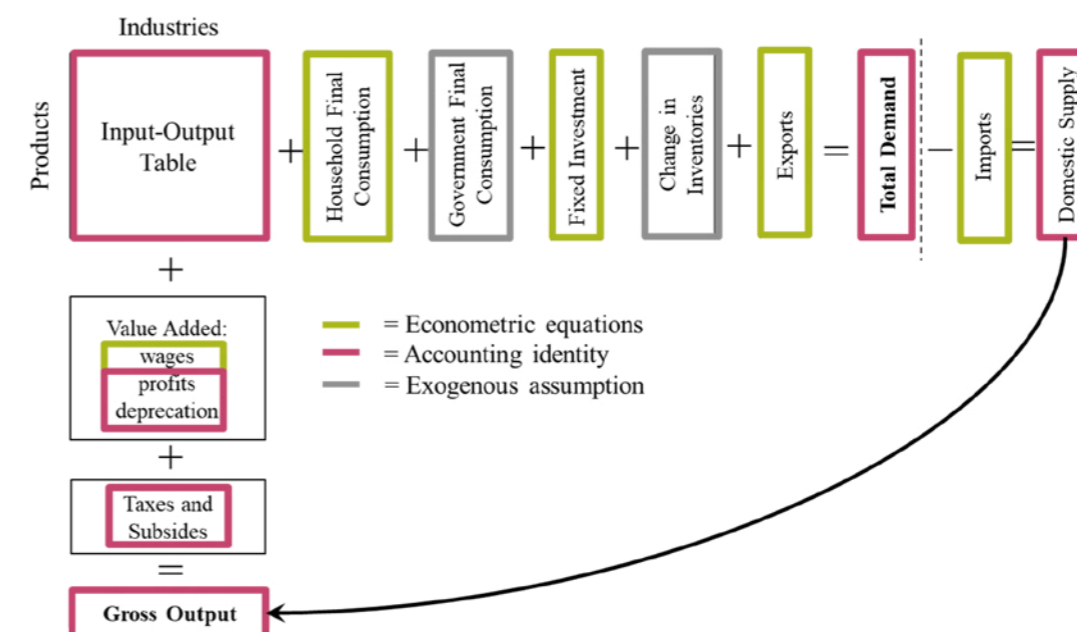 Industries
Products
Input-Output
Table
+
Household Final
Consumption
+
Government Final
Consumption
+
Fixed Investment
+
Change in
Inventories
+
Exports
=
Total Demand
−
Imports
=
Domestic Supply
+
Value Added:
wages
profits
deprecation
= Econometric equations
= Accounting identity
= Exogenous assumption
+
Taxes and
Subsides
=
Gross Output